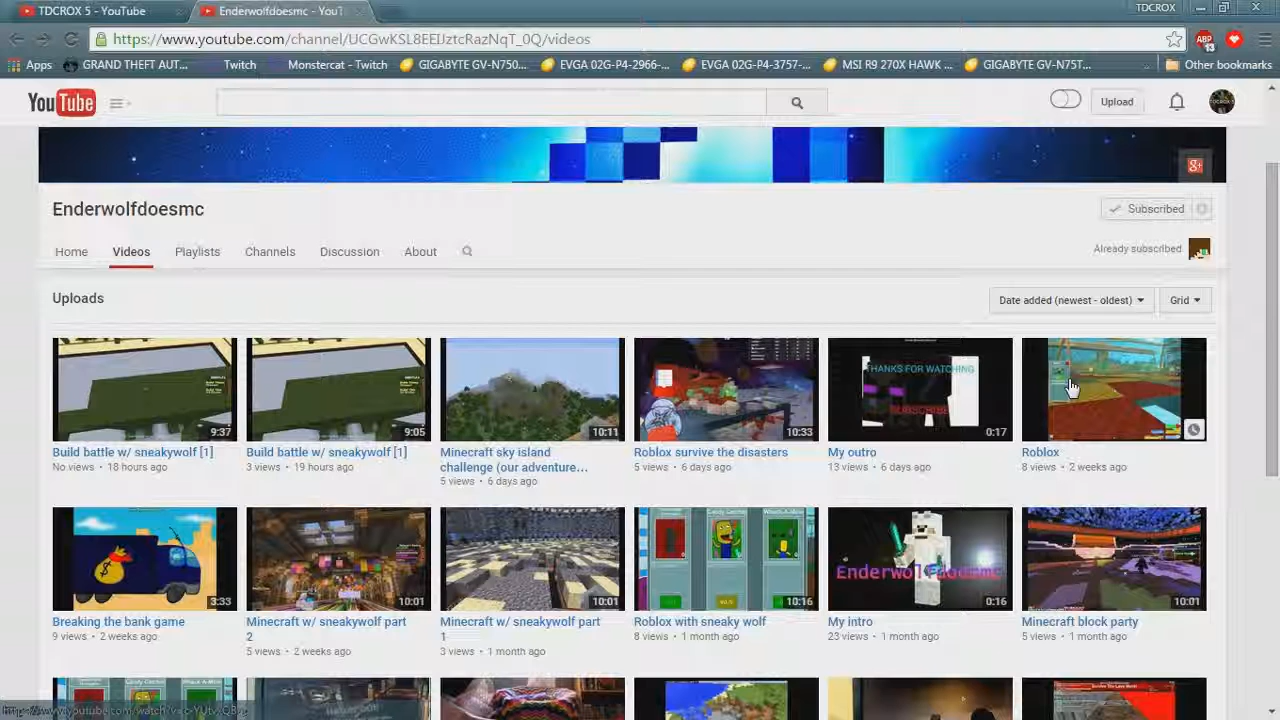 TDCROX 5 - YouTube
Enderwolfdoesmc - YouT
TDCROX
https://www.youtube.com/channel/UCGwKSL8EEIJztcRazNqT_0Q/videos
ABP
13
Apps
GRAND THEFT AUT...
Twitch
Monstercat - Twitch
GIGABYTE GV-N750...
EVGA 02G-P4-2966-...
EVGA 02G-P4-3757-...
MSI R9 270X HAWK ...
GIGABYTE GV-N75T...
Other bookmarks
YouTube
Upload
g+
Enderwolfdoesmc
Subscribed
Home
Videos
Playlists
Channels
Discussion
About
Already subscribed
Uploads
Date added (newest - oldest)
Grid
9:37
9:05
10:11
10:33
THANKS FOR WATCHING
SUBSCRIBE
0:17
Build battle w/ sneakywolf [1]
No views • 18 hours ago
Build battle w/ sneakywolf [1]
3 views • 19 hours ago
Minecraft sky island
challenge (our adventure...
5 views • 6 days ago
Roblox survive the disasters
5 views • 6 days ago
My outro
13 views • 6 days ago
Roblox
8 views • 2 weeks ago
3:33
10:01
10:01
10:16
0:16
10:01
Breaking the bank game
9 views • 2 weeks ago
Minecraft w/ sneakywolf part
2
5 views • 2 weeks ago
Minecraft w/ sneakywolf part
1
3 views • 1 month ago
Roblox with sneaky wolf
8 views • 1 month ago
My intro
23 views • 1 month ago
Minecraft block party
5 views • 1 month ago